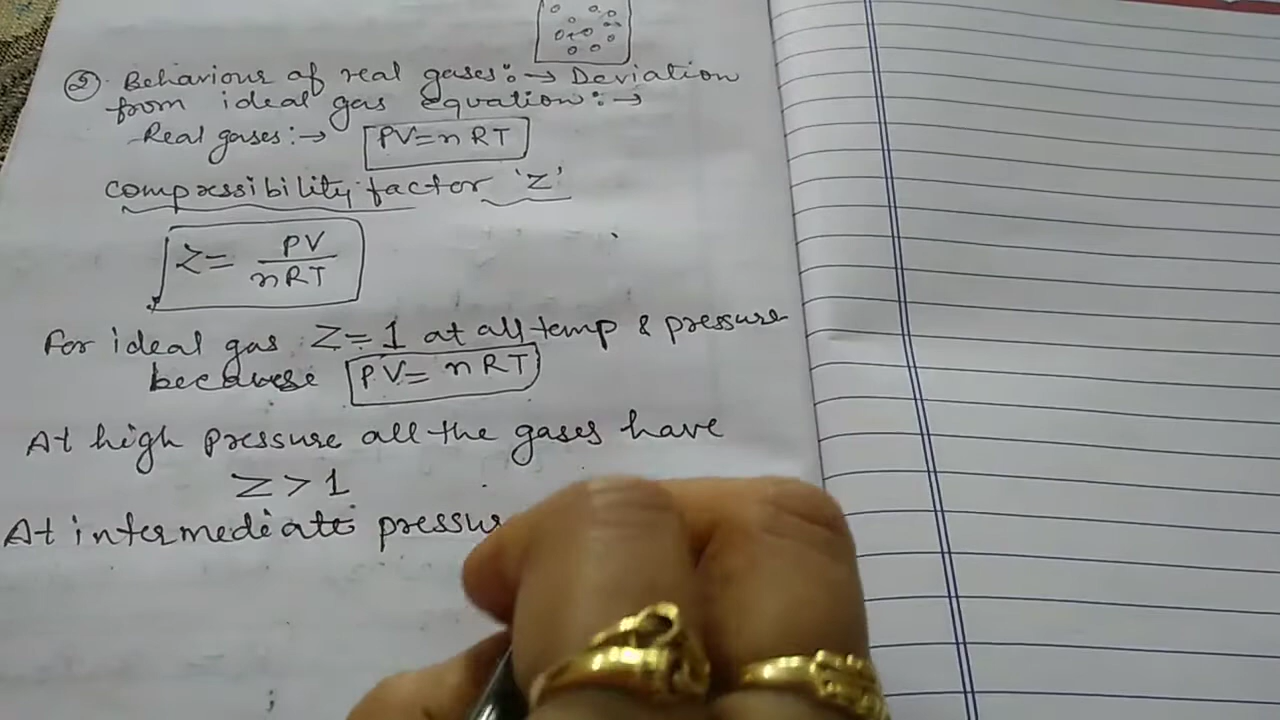 ② Behaviour of real gases:→ Deviation
from ideal gas equation:→
Real gases:→ PV=nRT
Compressibility factor 'Z'
Z= PV/nRT
For ideal gas Z=1 at all temp & pressure
because PV= nRT
At high pressure all the gases have
Z>1
At intermediate pressur